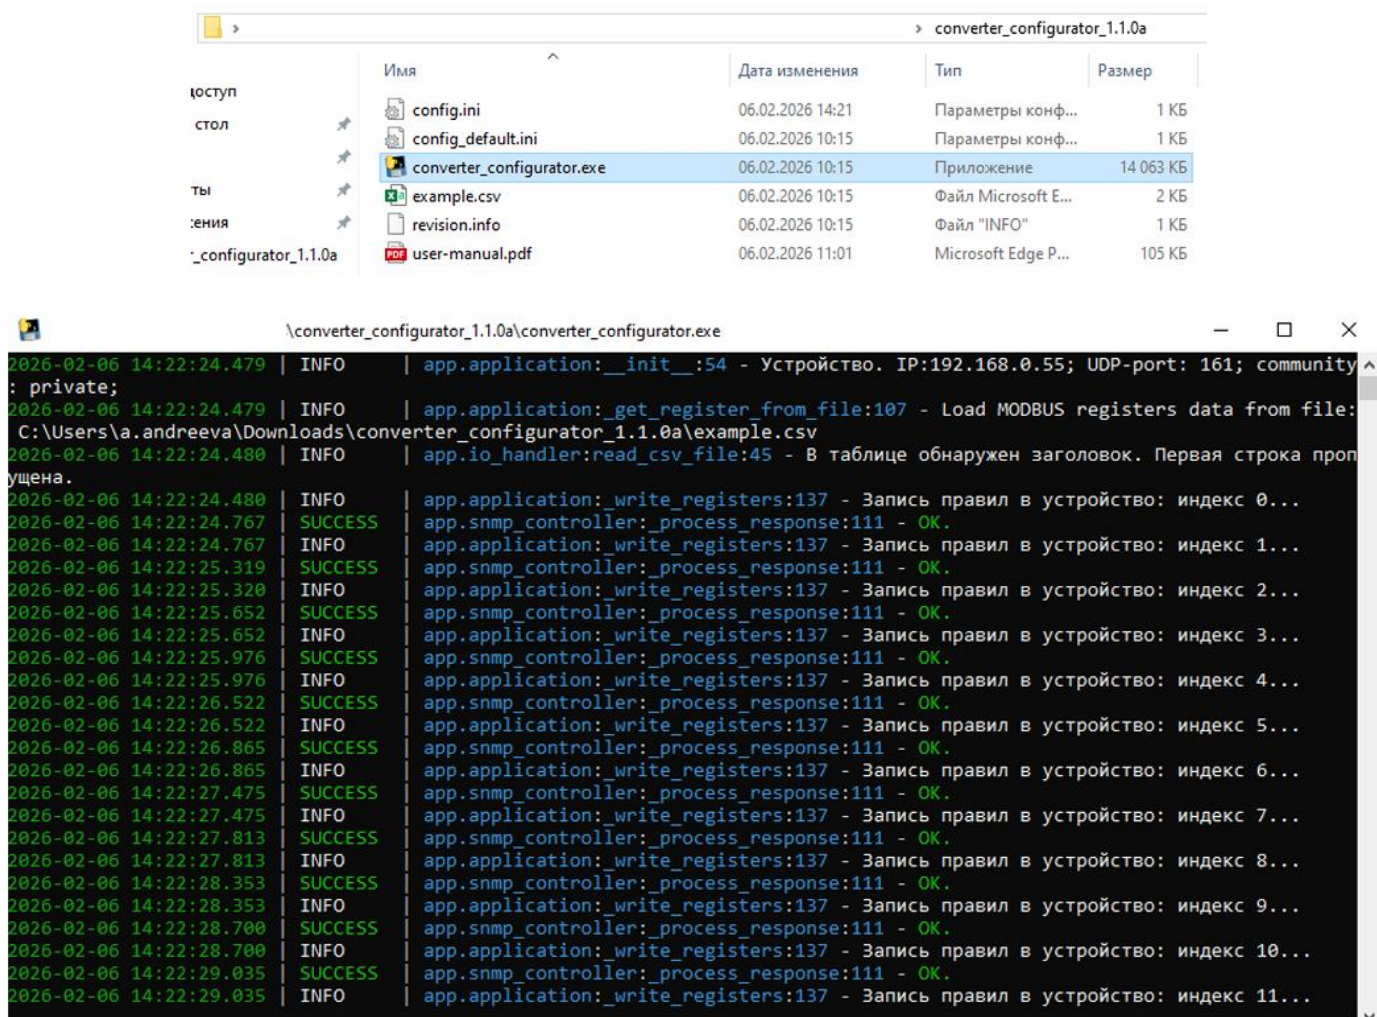 converter_configurator_1.1.0a
Имя Дата изменения Тип Размер
доступ
стол
ты
ения
r_configurator_1.1.0a
config.ini 06.02.2026 14:21 Параметры конф... 1 КБ
config_default.ini 06.02.2026 10:15 Параметры конф... 1 КБ
converter_configurator.exe 06.02.2026 10:15 Приложение 14 063 КБ
example.csv 06.02.2026 10:15 Файл Microsoft E... 2 КБ
revision.info 06.02.2026 10:15 Файл "INFO" 1 КБ
user-manual.pdf 06.02.2026 11:01 Microsoft Edge P... 105 КБ
\converter_configurator_1.1.0a\converter_configurator.exe
2026-02-06 14:22:24.479 | INFO | app.application:__init__:54 - Устройство. IP:192.168.0.55; UDP-port: 161; community
: private;
2026-02-06 14:22:24.479 | INFO | app.application:_get_register_from_file:107 - Load MODBUS registers data from file:
C:\Users\a.andreeva\Downloads\converter_configurator_1.1.0a\example.csv
2026-02-06 14:22:24.480 | INFO | app.io_handler:read_csv_file:45 - В таблице обнаружен заголовок. Первая строка проп
ущена.
2026-02-06 14:22:24.480 | INFO | app.application:_write_registers:137 - Запись правил в устройство: индекс 0...
2026-02-06 14:22:24.767 | SUCCESS | app.snmp_controller:_process_response:111 - OK.
2026-02-06 14:22:24.767 | INFO | app.application:_write_registers:137 - Запись правил в устройство: индекс 1...
2026-02-06 14:22:25.319 | SUCCESS | app.snmp_controller:_process_response:111 - OK.
2026-02-06 14:22:25.320 | INFO | app.application:_write_registers:137 - Запись правил в устройство: индекс 2...
2026-02-06 14:22:25.652 | SUCCESS | app.snmp_controller:_process_response:111 - OK.
2026-02-06 14:22:25.652 | INFO | app.application:_write_registers:137 - Запись правил в устройство: индекс 3...
2026-02-06 14:22:25.976 | SUCCESS | app.snmp_controller:_process_response:111 - OK.
2026-02-06 14:22:25.976 | INFO | app.application:_write_registers:137 - Запись правил в устройство: индекс 4...
2026-02-06 14:22:26.522 | SUCCESS | app.snmp_controller:_process_response:111 - OK.
2026-02-06 14:22:26.522 | INFO | app.application:_write_registers:137 - Запись правил в устройство: индекс 5...
2026-02-06 14:22:26.865 | SUCCESS | app.snmp_controller:_process_response:111 - OK.
2026-02-06 14:22:26.865 | INFO | app.application:_write_registers:137 - Запись правил в устройство: индекс 6...
2026-02-06 14:22:27.475 | SUCCESS | app.snmp_controller:_process_response:111 - OK.
2026-02-06 14:22:27.475 | INFO | app.application:_write_registers:137 - Запись правил в устройство: индекс 7...
2026-02-06 14:22:27.813 | SUCCESS | app.snmp_controller:_process_response:111 - OK.
2026-02-06 14:22:27.813 | INFO | app.application:_write_registers:137 - Запись правил в устройство: индекс 8...
2026-02-06 14:22:28.353 | SUCCESS | app.snmp_controller:_process_response:111 - OK.
2026-02-06 14:22:28.353 | INFO | app.application:_write_registers:137 - Запись правил в устройство: индекс 9...
2026-02-06 14:22:28.700 | SUCCESS | app.snmp_controller:_process_response:111 - OK.
2026-02-06 14:22:28.700 | INFO | app.application:_write_registers:137 - Запись правил в устройство: индекс 10...
2026-02-06 14:22:29.035 | SUCCESS | app.snmp_controller:_process_response:111 - OK.
2026-02-06 14:22:29.035 | INFO | app.application:_write_registers:137 - Запись правил в устройство: индекс 11...